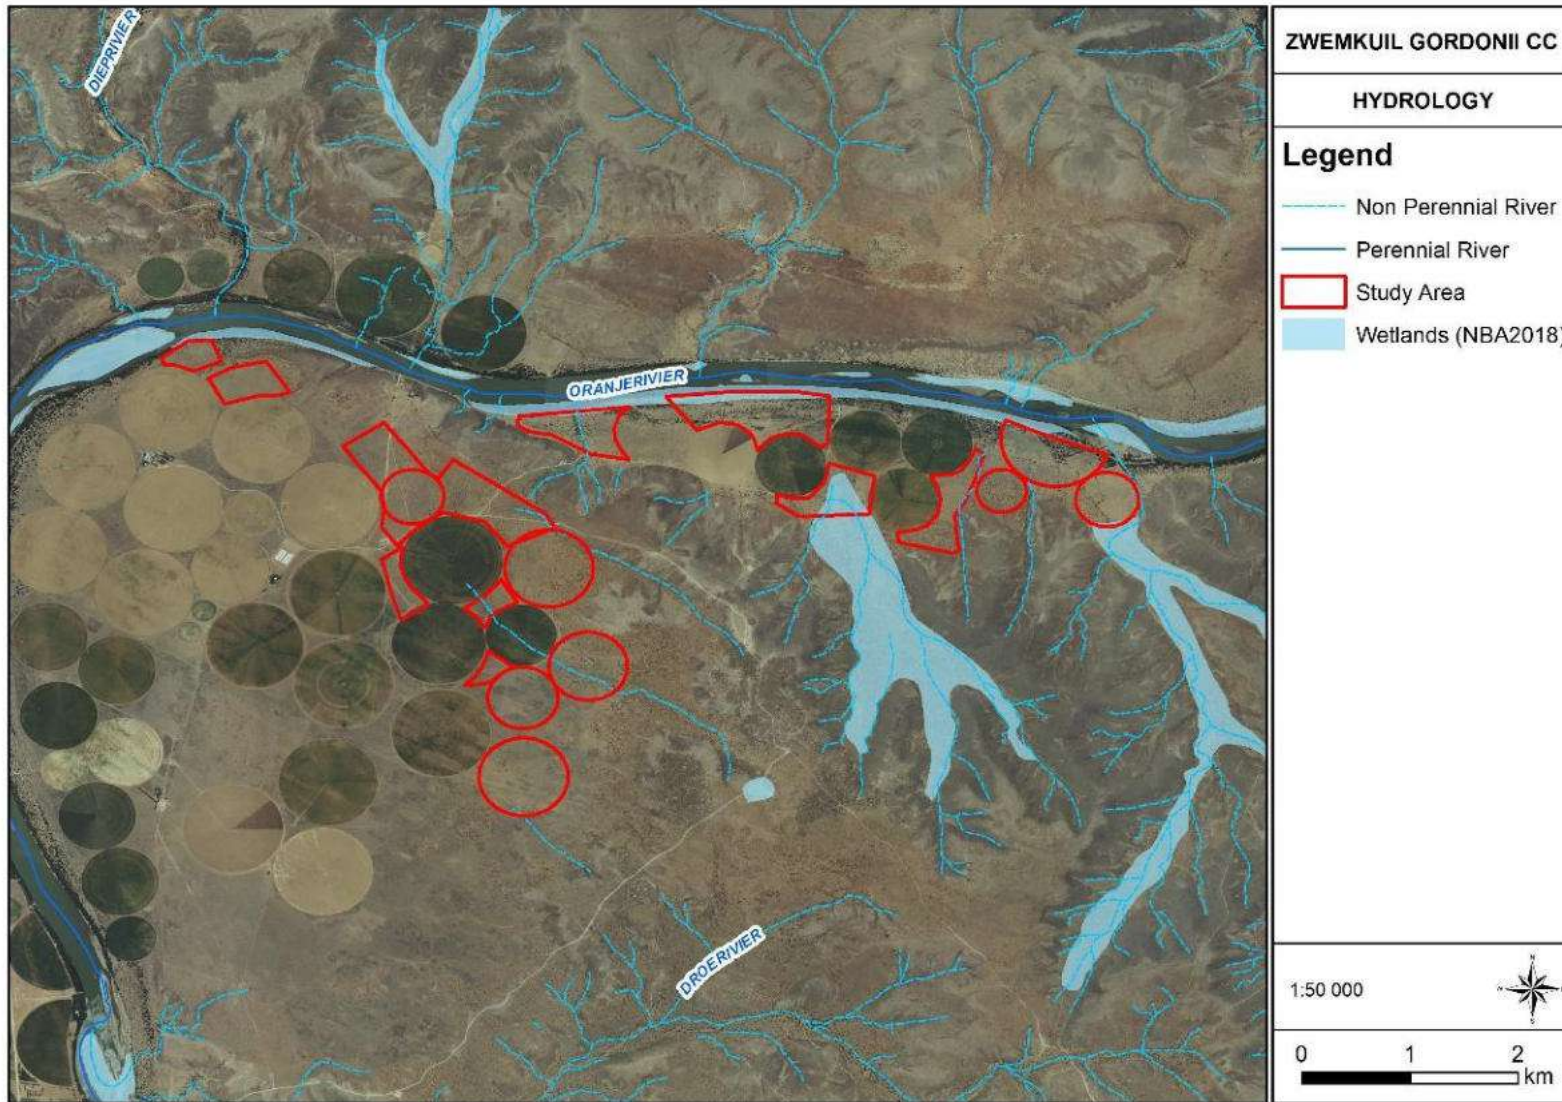 ZWEMKUIL GORDONII CC
HYDROLOGY
Legend
Non Perennial River
Perennial River
Study Area
Wetlands (NBA2018)
DIEPRIVIER
ORANJERIVIER
DROERIVIER
1:50 000
N
0 1 2
km